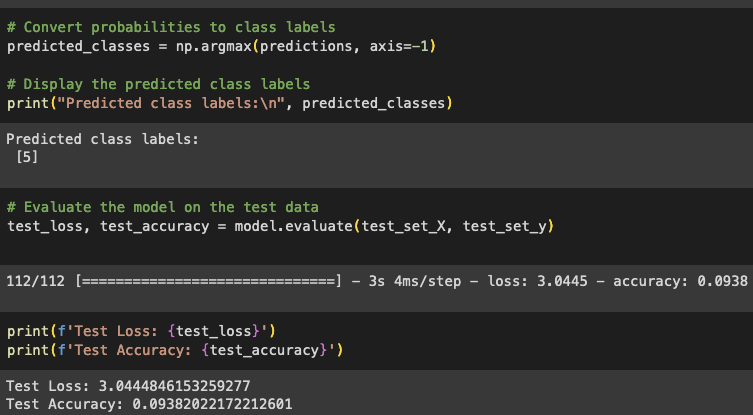 # Convert probabilities to class labels
predicted_classes = np.argmax(predictions, axis=-1)
# Display the predicted class labels
print("Predicted class labels:\n", predicted_classes)
Predicted class labels:
[5]
# Evaluate the model on the test data
test_loss, test_accuracy = model.evaluate(test_set_X, test_set_y)
112/112 [==============================] - 3s 4ms/step - loss: 3.0445 - accuracy: 0.0938
print(f'Test Loss: {test_loss}')
print(f'Test Accuracy: {test_accuracy}')
Test Loss: 3.0444846153259277
Test Accuracy: 0.09382022172212601